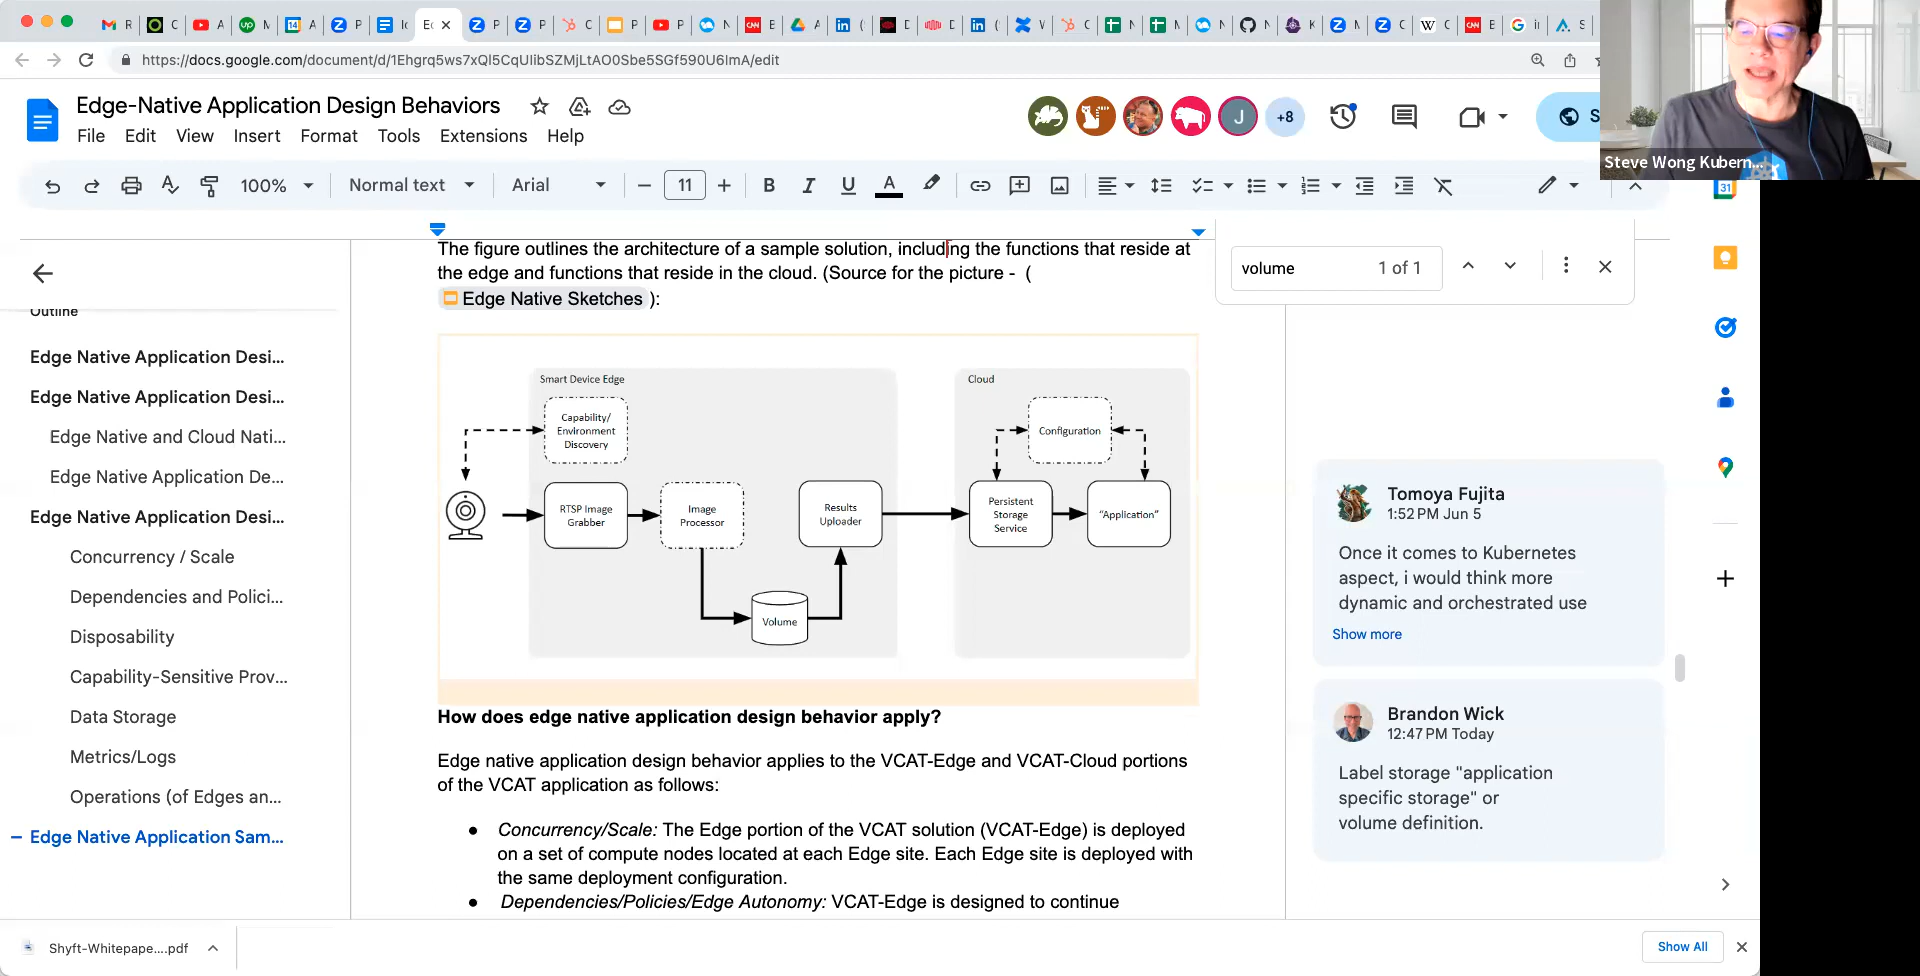 https://docs.google.com/document/d/1Ehgrq5ws7xQl5CqUlibSZMjLtAO0Sbe5SGf590U6lmA/edit
Edge-Native Application Design Behaviors
File Edit View Insert Format Tools Extensions Help
J
+8
S
Steve Wong Kubern...
100%
Normal text
Arial
11
31
The figure outlines the architecture of a sample solution, including the functions that reside at
the edge and functions that reside in the cloud. (Source for the picture - (
Edge Native Sketches ):
volume 1 of 1
Outline
Edge Native Application Desi...
Edge Native Application Desi...
Edge Native and Cloud Nati...
Edge Native Application De...
Edge Native Application Desi...
Concurrency / Scale
Dependencies and Polici...
Disposability
Capability-Sensitive Prov...
Data Storage
Metrics/Logs
Operations (of Edges an...
Edge Native Application Sam...
Smart Device Edge
Cloud
Capability/
Environment
Discovery
Configuration
RTSP Image
Grabber
Image
Processor
Results
Uploader
Persistent
Storage
Service
"Application"
Volume
How does edge native application design behavior apply?
Edge native application design behavior applies to the VCAT-Edge and VCAT-Cloud portions
of the VCAT application as follows:
● Concurrency/Scale: The Edge portion of the VCAT solution (VCAT-Edge) is deployed
on a set of compute nodes located at each Edge site. Each Edge site is deployed with
the same deployment configuration.
● Dependencies/Policies/Edge Autonomy: VCAT-Edge is designed to continue
Tomoya Fujita
1:52 PM Jun 5
Once it comes to Kubernetes
aspect, i would think more
dynamic and orchestrated use
Show more
Brandon Wick
12:47 PM Today
Label storage "application
specific storage" or
volume definition.
Shyft-Whitepape....pdf
Show All